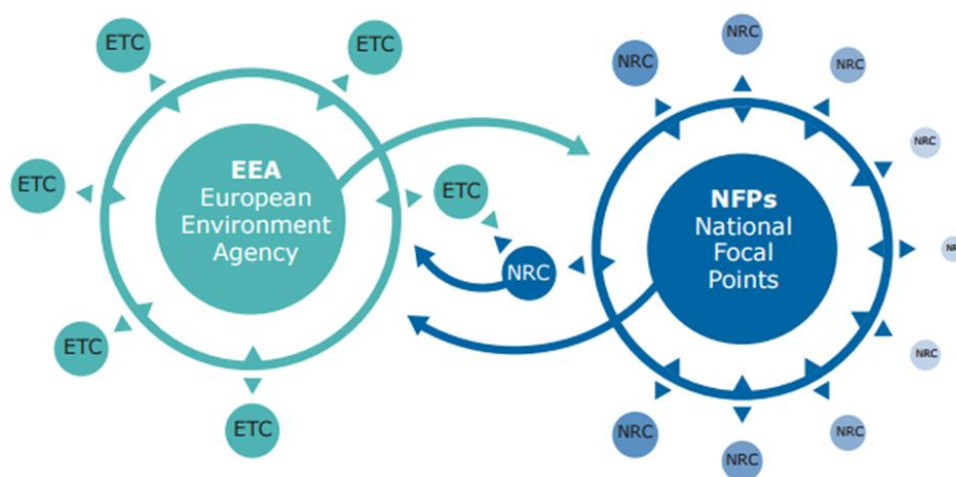 ETC
ETC
NRC
NRC
NRC
NRC
EEA
European
Environment
Agency
ETC
ETC
NFPs
National
Focal
Points
NRC
ETC
NRC
ETC
NRC
NRC
NRC